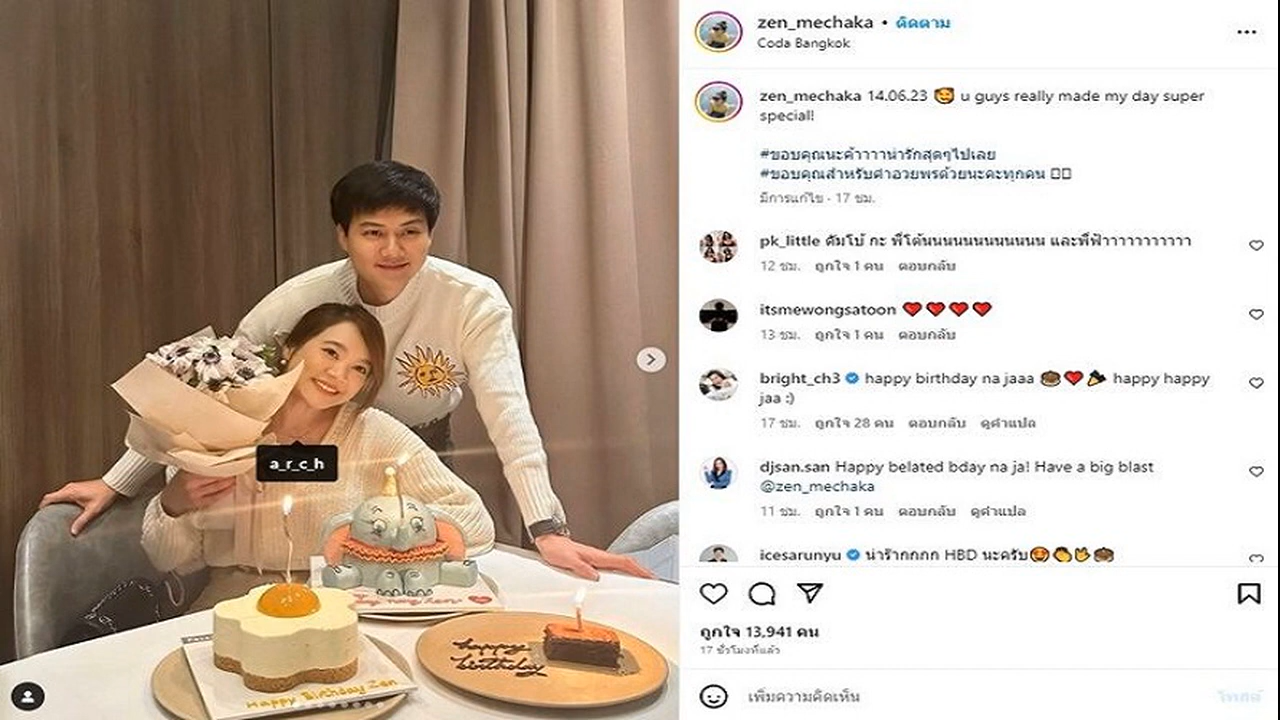 zen_mechaka • ติดตาม
Coda Bangkok
zen_mechaka 14.06.23 🥰 u guys really made my day super
special!
#ขอบคุณนะค้าาาาน่ารักสุดๆไปเลย
#ขอบคุณสำหรับคำอวยพรด้วยนะคะทุกคน
มีการแก้ไข · 17 ชม.
pk_little คัมโบ้ กะ พี่โต้นนนนนนนนนนนน และพี่ฟ้าาาาาาาาาาา
12 ชม. ถูกใจ 1 คน ตอบกลับ
itsmewongsatoon ❤️❤️❤️❤️
13 ชม. ถูกใจ 1 คน ตอบกลับ
bright_ch3 happy birthday na jaaa 🎂❤️🎉 happy happy
jaa :)
17 ชม. ถูกใจ 28 คน ตอบกลับ ดูคำแปล
djsan.san Happy belated bday na ja! Have a big blast
@zen_mechaka
11 ชม. ถูกใจ 1 คน ตอบกลับ ดูคำแปล
icesarunyu น่าร๊ากกกก HBD นะครับ
ถูกใจ 13,941 คน
17 ชั่วโมงที่แล้ว
เพิ่มความคิดเห็น
โพสต์
a_r_c_h
happy
birthday
Happy Birthday Zen